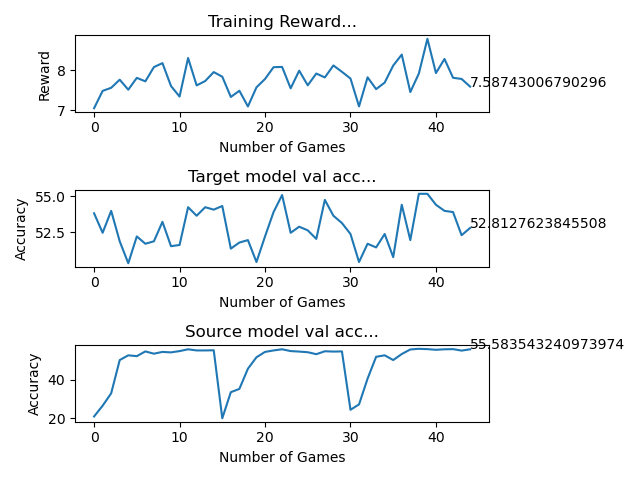 Training Reward...
Reward
8
7
7.58743006790296
0 10 20 30 40
Number of Games
Target model val acc...
Accuracy
55.0
52.5
52.8127623845508
0 10 20 30 40
Number of Games
Source model val acc...
Accuracy
40
20
55.583543240973974
0 10 20 30 40
Number of Games